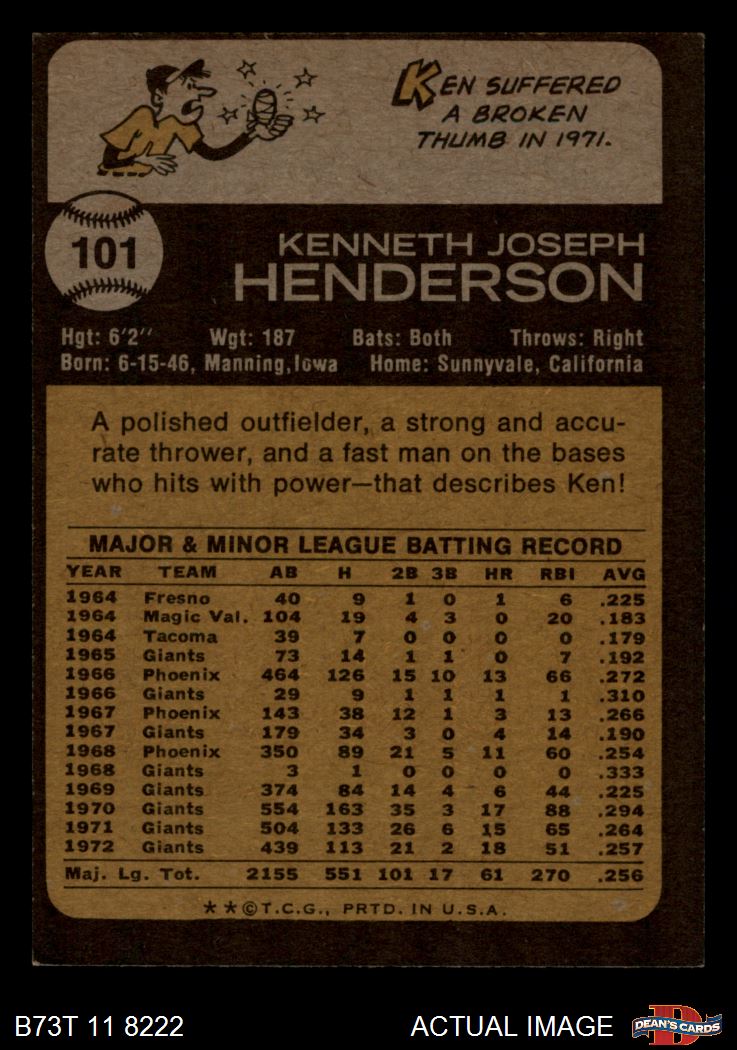 KEN SUFFERED
A BROKEN
THUMB IN 1971.
101
KENNETH JOSEPH
HENDERSON
Hgt: 6'2" Wgt: 187 Bats: Both Throws: Right
Born: 6-15-46, Manning, Iowa Home: Sunnyvale, California
A polished outfielder, a strong and accu-
rate thrower, and a fast man on the bases
who hits with power—that describes Ken!
MAJOR & MINOR LEAGUE BATTING RECORD
YEAR TEAM AB H 2B 3B HR RBI AVG
1964 Fresno 40 9 1 0 1 6 .225
1964 Magic Val. 104 19 4 3 0 20 .183
1964 Tacoma 39 7 0 0 0 0 .179
1965 Giants 73 14 1 1 0 7 .192
1966 Phoenix 464 126 15 10 13 66 .272
1966 Giants 29 9 1 1 1 1 .310
1967 Phoenix 143 38 12 1 3 13 .266
1967 Giants 179 34 3 0 4 14 .190
1968 Phoenix 350 89 21 5 11 60 .254
1968 Giants 3 1 0 0 0 0 .333
1969 Giants 374 84 14 4 6 44 .225
1970 Giants 554 163 35 3 17 88 .294
1971 Giants 504 133 26 6 15 65 .264
1972 Giants 439 113 21 2 18 51 .257
Maj. Lg. Tot. 2155 551 101 17 61 270 .256
★★©T.C.G., PRTD. IN U.S.A.
B73T 11 8222
ACTUAL IMAGE
D
DEAN'S CARDS